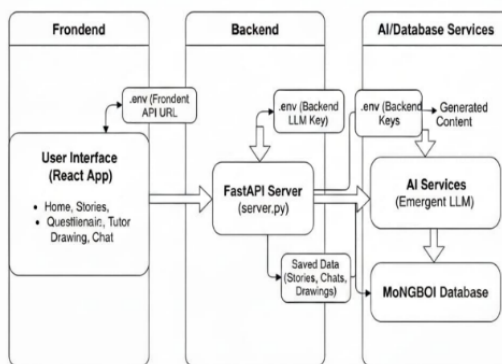 Frondend
Backend
AI/Database Services
.env (Frondent
API URL
.env (Backend
LLM Key)
.env (Backend
Keys
Generated
Content
User Interface
(React App)
• Home, Stories,
• Questlienain, Tutor
Drawing, Chat
FastAPI Server
(server.py)
AI Services
(Emergent LLM)
Saved Data
(Stories, Chats,
Drawings)
MoNGBOI Database